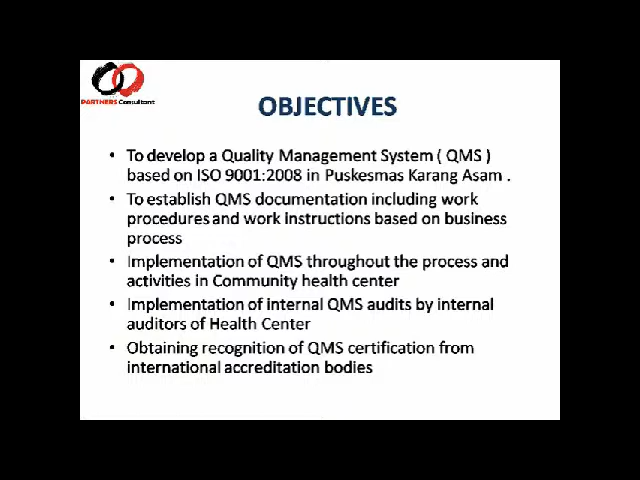 PARTNERS Consultant
OBJECTIVES
• To develop a Quality Management System ( QMS )
based on ISO 9001:2008 in Puskesmas Karang Asam .
• To establish QMS documentation including work
procedures and work instructions based on business
process
• Implementation of QMS throughout the process and
activities in Community health center
• Implementation of internal QMS audits by internal
auditors of Health Center
• Obtaining recognition of QMS certification from
international accreditation bodies